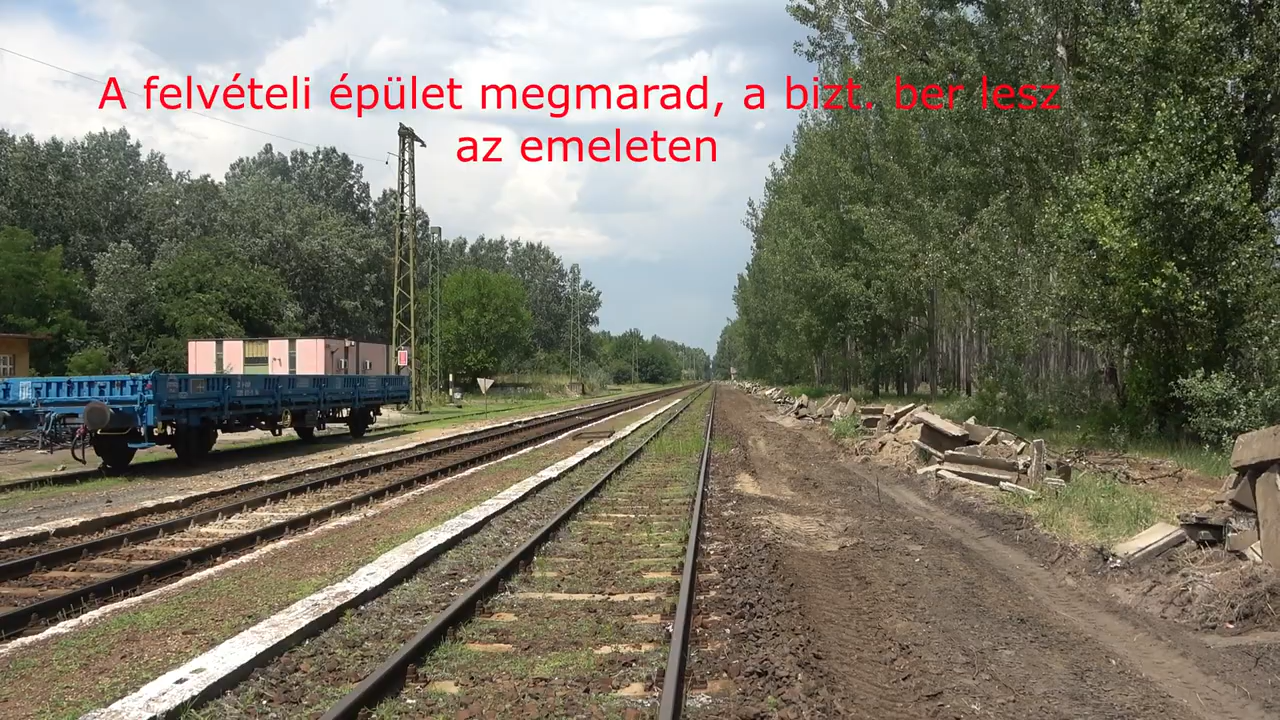 A felvételi épület megmarad, a bizt. ber lesz
az emeleten